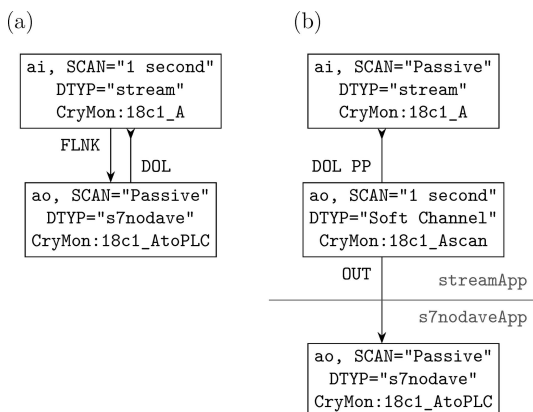 (a)
ai, SCAN="1 second"
DTYP="stream"
CryMon:18c1_A
FLNK
DOL
ao, SCAN="Passive"
DTYP="s7nodave"
CryMon:18c1_AtoPLC
(b)
ai, SCAN="Passive"
DTYP="stream"
CryMon:18c1_A
DOL PP
ao, SCAN="1 second"
DTYP="Soft Channel"
CryMon:18c1_Ascan
OUT
streamApp
s7nodaveApp
ao, SCAN="Passive"
DTYP="s7nodave"
CryMon:18c1_AtoPLC